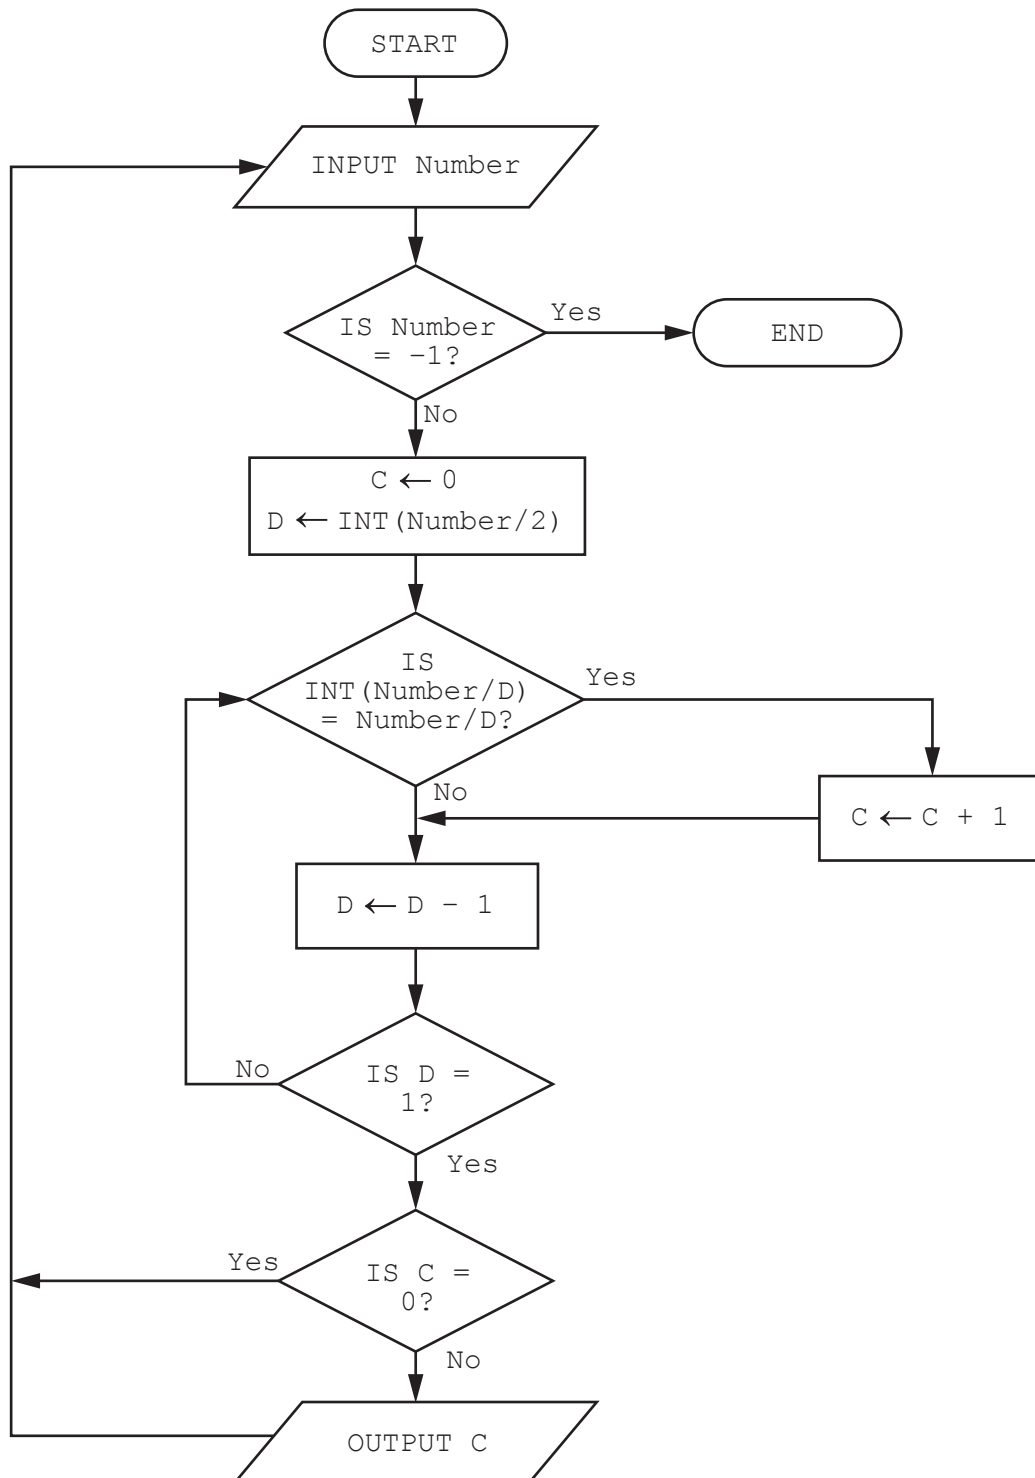 START
INPUT Number
IS Number
= –1?
Yes
END
No
C ← 0
D ← INT(Number/2)
IS
INT(Number/D)
= Number/D?
Yes
No
C ← C + 1
D ← D – 1
No
IS D =
1?
Yes
Yes
IS C =
0?
No
OUTPUT C